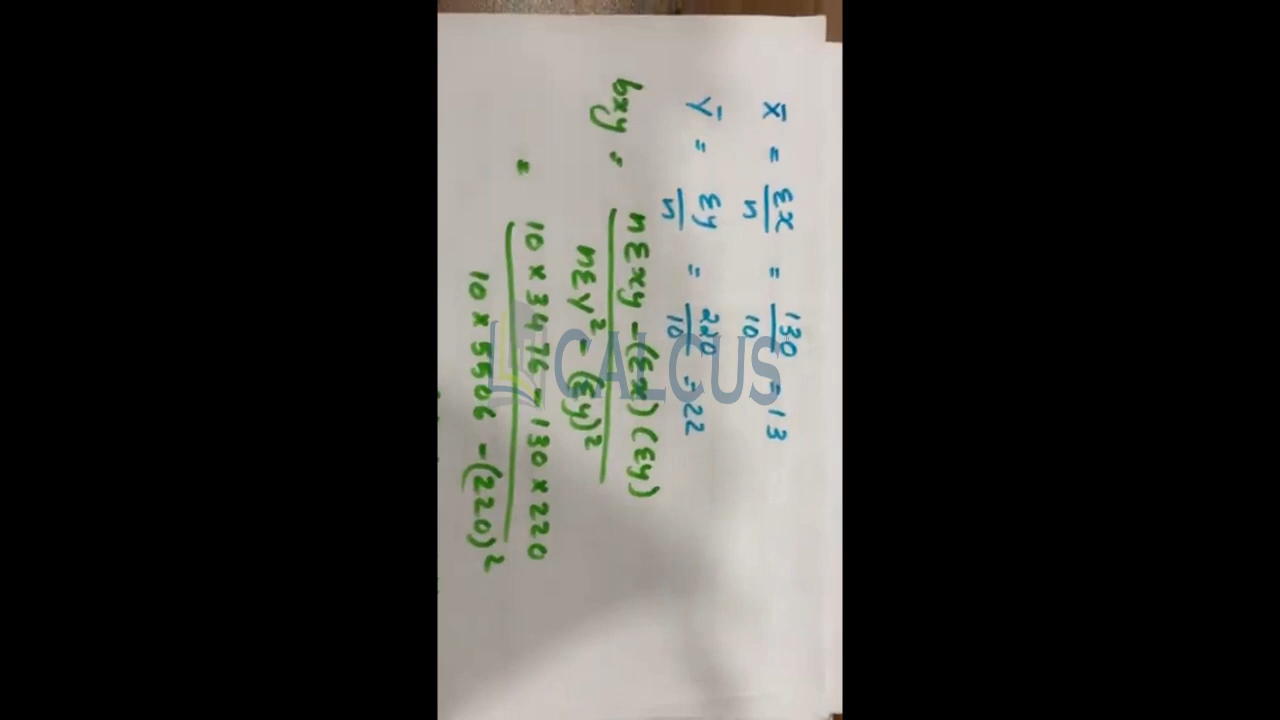 x̄ = Σx/n = 130/10 = 13
ȳ = Σy/n = 220/10 = 22
bxy = nΣxy - (Σx)(Σy) / nΣy² - (Σy)²
= 10 × 3476 - 130 × 220 / 10 × 5506 - (220)²
CALCUS